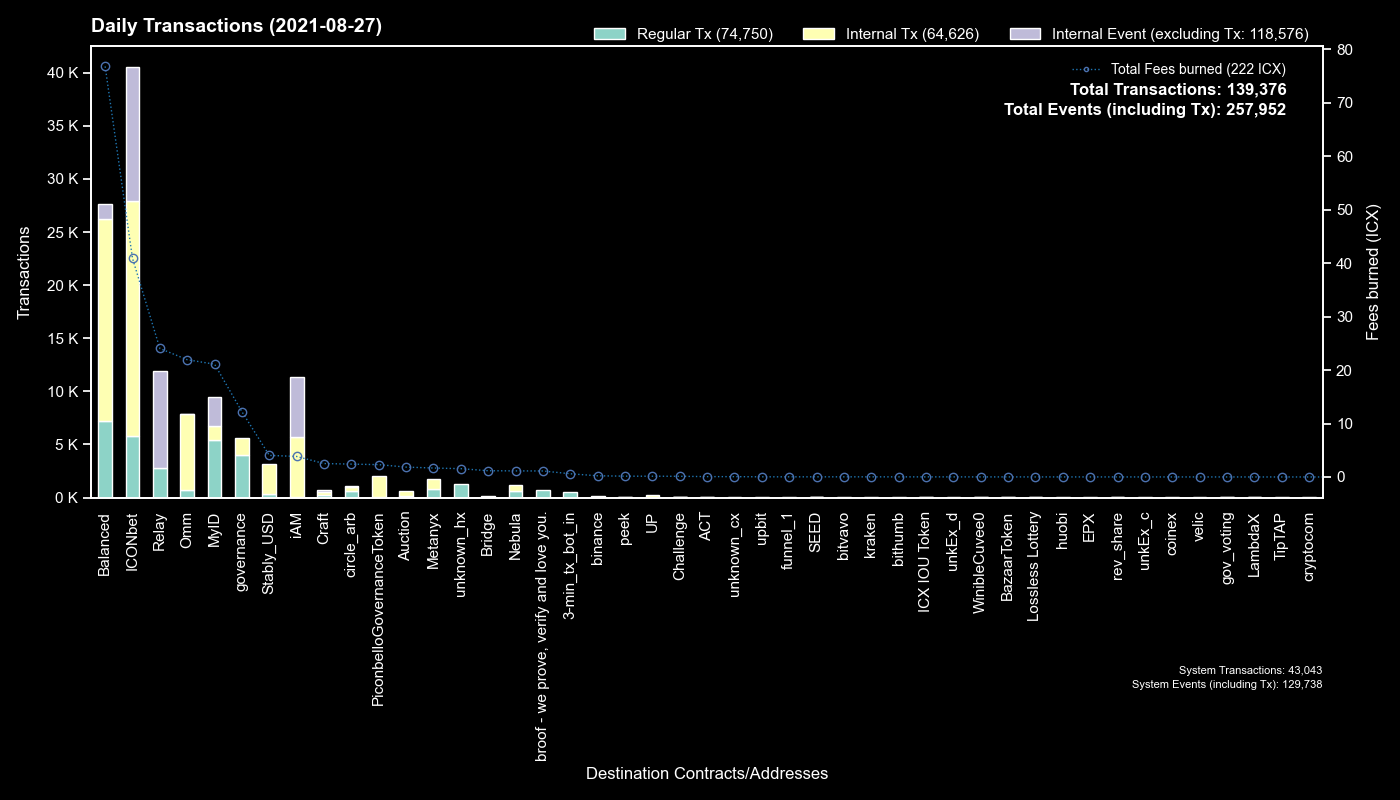 Daily Transactions (2021-08-27)
Regular Tx (74,750)
Internal Tx (64,626)
Internal Event (excluding Tx: 118,576)
Total Fees burned (222 ICX)
Total Transactions: 139,376
Total Events (including Tx): 257,952
Transactions
40 K
35 K
30 K
25 K
20 K
15 K
10 K
5 K
0 K
80
70
60
50
40
30
20
10
0
Fees burned (ICX)
Balanced
ICONbet
Relay
Omm
MyID
governance
Stably_USD
iAM
Craft
circle_arb
PiconbelloGovernanceToken
Auction
Metanyx
unknown_hx
Bridge
Nebula
broof - we prove, verify and love you.
3-min_tx_bot_in
binance
peek
UP
Challenge
ACT
unknown_cx
upbit
funnel_1
SEED
bitvavo
kraken
bithumb
ICX IOU Token
unkEx_d
WinibleCuvee0
BazaarToken
Lossless Lottery
huobi
EPX
rev_share
unkEx_c
coinex
velic
gov_voting
LambdaX
TipTAP
cryptocom
System Transactions: 43,043
System Events (including Tx): 129,738
Destination Contracts/Addresses